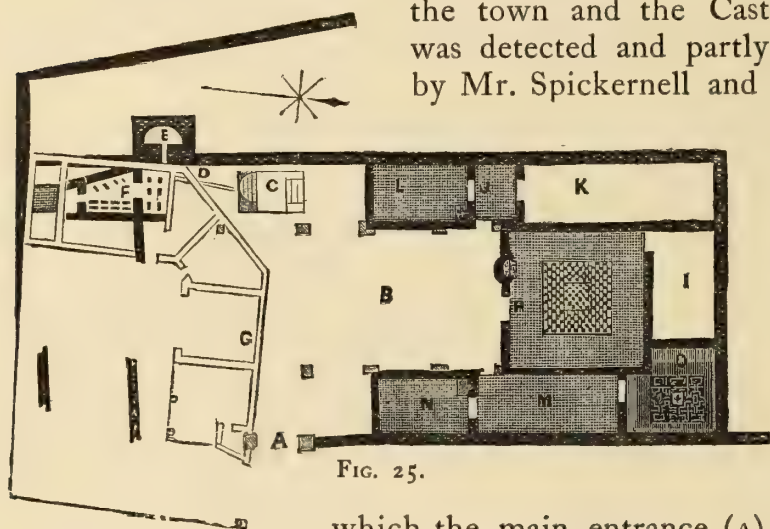 the town and the Cast
was detected and partly
by Mr. Spickernell and
E
D
C
F
L
J
K
B
H
I
G
O
N
M
A
FIG. 25.
which the main entrance (A)